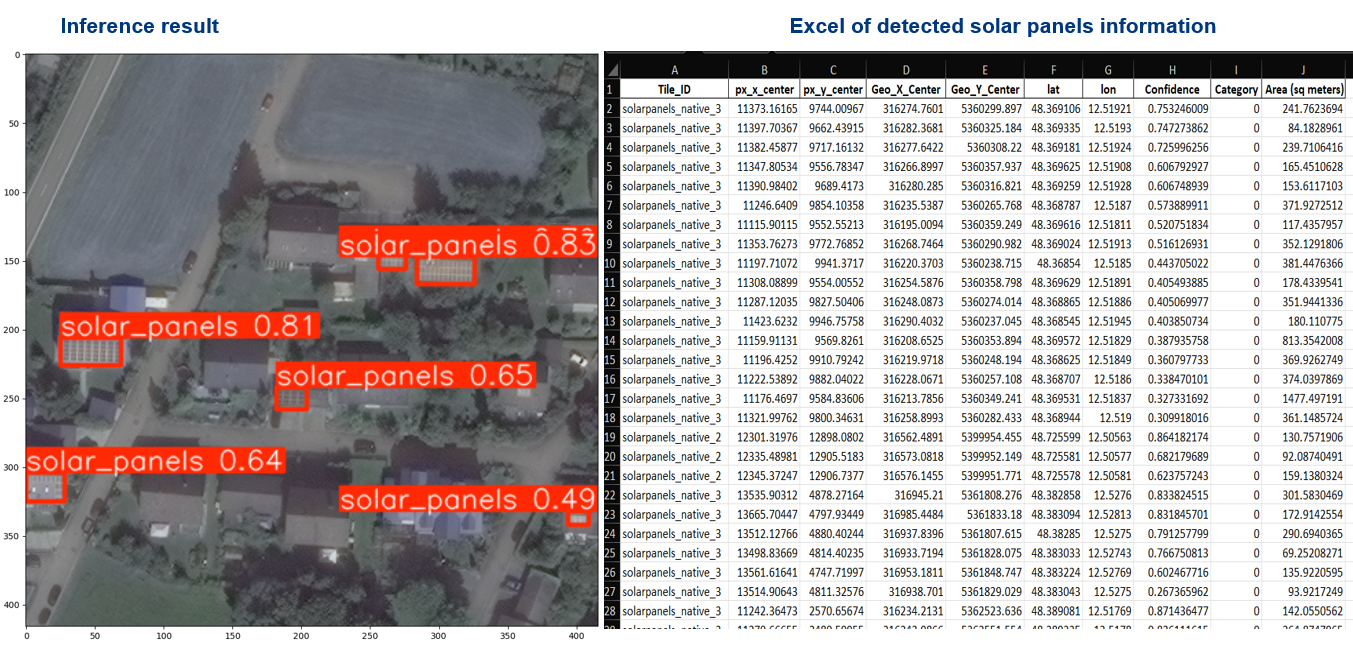 Inference result
Excel of detected solar panels information
0
50
100
150
200
250
300
350
400
0 50 100 150 200 250 300 350 400
solar_panels 0.83
solar_panels 0.81
solar_panels 0.65
solar_panels 0.64
solar_panels 0.49
A B C D E F G H I J
1 Tile_ID px_x_center px_y_center Geo_X_Center Geo_Y_Center lat lon Confidence Category Area (sq meters)
2 solarpanels_native_3 11373.16165 9744.00967 316274.7601 5360299.897 48.369106 12.51921 0.753246009 0 241.7623694
3 solarpanels_native_3 11397.70367 9662.43915 316282.3681 5360325.184 48.369335 12.5193 0.747273862 0 84.1828961
4 solarpanels_native_3 11382.45877 9717.16132 316277.6422 5360308.22 48.369181 12.51924 0.725996256 0 239.7106416
5 solarpanels_native_3 11347.80534 9556.78347 316266.8997 5360357.937 48.369625 12.51908 0.606792927 0 165.4510628
6 solarpanels_native_3 11390.98402 9689.4173 316280.285 5360316.821 48.369259 12.51928 0.606748939 0 153.6117103
7 solarpanels_native_3 11246.6409 9854.10358 316235.5387 5360265.768 48.368787 12.5187 0.573889911 0 371.9272512
8 solarpanels_native_3 11115.90115 9552.55213 316195.0094 5360359.249 48.369616 12.51811 0.520751834 0 117.4357957
9 solarpanels_native_3 11353.76273 9772.76852 316268.7464 5360290.982 48.369024 12.51913 0.516126931 0 352.1291806
10 solarpanels_native_3 11197.71072 9941.3717 316220.3703 5360238.715 48.36854 12.5185 0.443705022 0 381.4476366
11 solarpanels_native_3 11308.08899 9554.00552 316254.5876 5360358.798 48.369629 12.51891 0.405493885 0 178.4339541
12 solarpanels_native_3 11287.12035 9827.50406 316248.0873 5360274.014 48.368865 12.51886 0.405069977 0 351.9441336
13 solarpanels_native_3 11423.6232 9946.75758 316290.4032 5360237.045 48.368545 12.51945 0.403850734 0 180.110775
14 solarpanels_native_3 11159.91131 9569.8261 316208.6525 5360353.894 48.369572 12.51829 0.387935758 0 813.3542008
15 solarpanels_native_3 11196.4252 9910.79242 316219.9718 5360248.194 48.368625 12.51849 0.360797733 0 369.9262749
16 solarpanels_native_3 11222.53892 9882.04022 316228.0671 5360257.108 48.368707 12.5186 0.338470101 0 374.0397869
17 solarpanels_native_3 11176.4697 9584.83606 316213.7856 5360349.241 48.369531 12.51837 0.327331692 0 1477.497191
18 solarpanels_native_3 11321.99762 9800.34631 316258.8993 5360282.433 48.368944 12.519 0.309918016 0 361.1485724
19 solarpanels_native_2 12301.31976 12898.0802 316562.4891 5399954.455 48.725599 12.50563 0.864182174 0 130.7571906
20 solarpanels_native_2 12335.48981 12905.5183 316573.0818 5399952.149 48.725581 12.50577 0.682179689 0 92.08740491
21 solarpanels_native_2 12345.37247 12906.7377 316576.1455 5399951.771 48.725578 12.50581 0.623757243 0 159.1380324
22 solarpanels_native_3 13535.90312 4878.27164 316945.21 5361808.276 48.382858 12.5276 0.833824515 0 301.5830469
23 solarpanels_native_3 13665.70447 4797.93449 316985.4484 5361833.18 48.383094 12.52813 0.831845701 0 172.9142554
24 solarpanels_native_3 13512.12766 4880.40244 316937.8396 5361807.615 48.38285 12.5275 0.791257799 0 290.6940365
25 solarpanels_native_3 13498.83669 4814.40235 316933.7194 5361828.075 48.383033 12.52743 0.766750813 0 69.25208271
26 solarpanels_native_3 13561.61641 4747.71997 316953.1811 5361848.747 48.383224 12.52769 0.602467716 0 135.9220595
27 solarpanels_native_3 13514.90643 4811.32576 316938.701 5361829.029 48.383043 12.5275 0.267365962 0 93.9217249
28 solarpanels_native_3 11242.36473 2570.65674 316234.2131 5362523.636 48.389081 12.51769 0.871436477 0 142.0550562